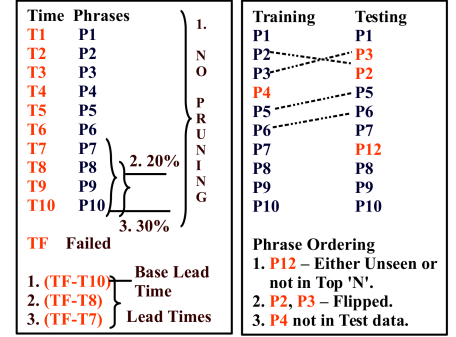 Time Phrases
T1 P1
T2 P2
T3 P3
T4 P4
T5 P5
T6 P6
T7 P7
T8 P8
T9 P9
T10 P10
1. NO PRUNING
2. 20%
3. 30%
TF Failed
1. (TF-T10)
2. (TF-T8)
3. (TF-T7)
Base Lead
Time
Lead Times
Training Testing
P1 P1
P2 P3
P3 P2
P4 P5
P5 P6
P6 P7
P7 P12
P8 P8
P9 P9
P10 P10
Phrase Ordering
1. P12 – Either Unseen or
not in Top 'N'.
2. P2, P3 – Flipped.
3. P4 not in Test data.